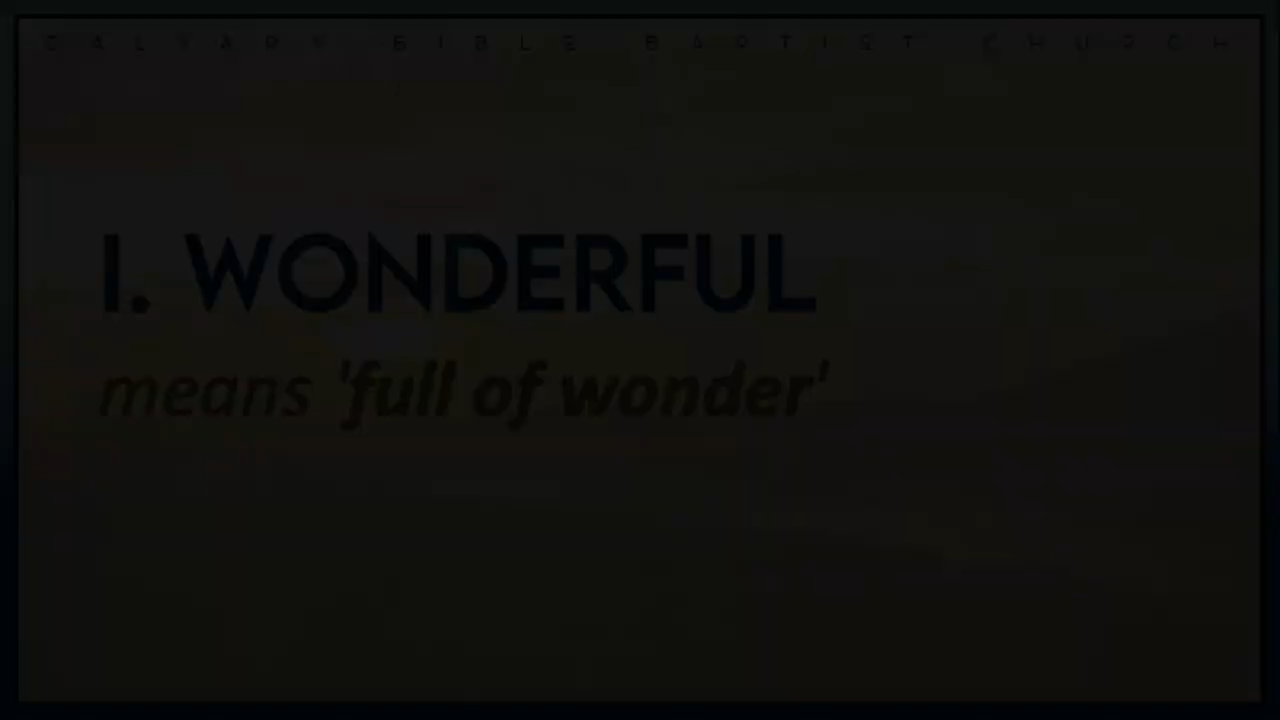 CALVARY BIBLE BAPTIST CHURCH
I. WONDERFUL
means 'full of wonder'